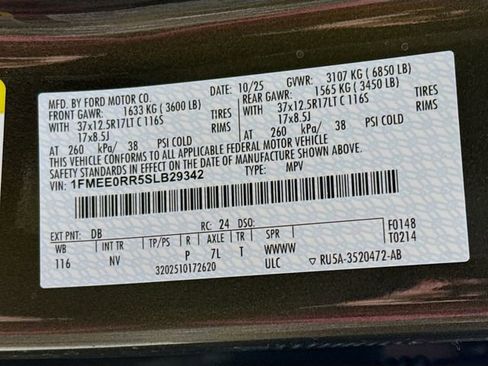 MFD. BY FORD MOTOR CO. DATE: 10/25 GVWR: 3107 KG ( 6850 LB)
FRONT GAWR: 1633 KG ( 3600 LB) REAR GAWR: 1565 KG ( 3450 LB)
WITH 37x12.5R17LT C 116S TIRES WITH 37x12.5R17LT C 116S TIRES
17x8.5J RIMS 17x8.5J RIMS
AT 260 kPa/ 38 PSI COLD AT 260 kPa/ 38 PSI COLD
THIS VEHICLE CONFORMS TO ALL APPLICABLE FEDERAL MOTOR VEHICLE
SAFETY STANDARDS IN EFFECT ON THE DATE OF MANUFACTURE SHOWN ABOVE.
VIN: 1FMEE0RR5SLB29342 TYPE: MPV
EXT PNT: DB RC: 24 DSO: F0148
WB INT TR TP/PS R AXLE TR SPR T0214
116 NV P 7L T WWWW
3202510172620 ULC ▽ RU5A-3520472-AB